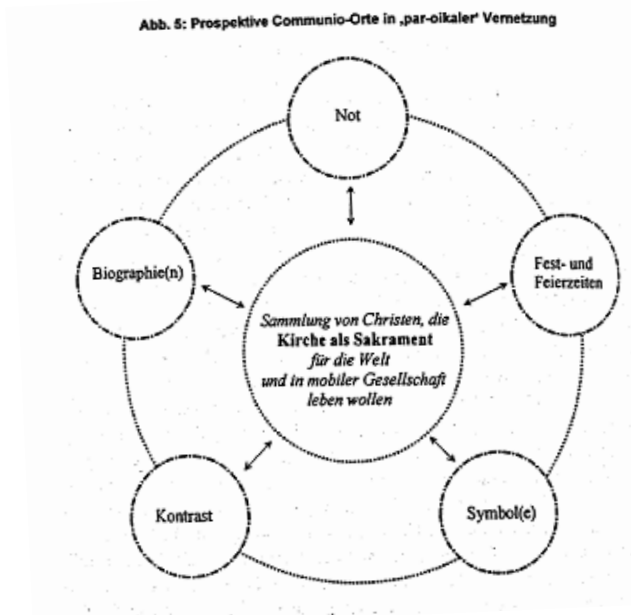 Abb. 5: Prospektive Communio-Orte in ‚par-oikaler' Vernetzung
Not
Biographie(n)
Fest- und
Feierzeiten
Sammlung von Christen, die
Kirche als Sakrament
für die Welt
und in mobiler Gesellschaft
leben wollen
Kontrast
Symbol(e)